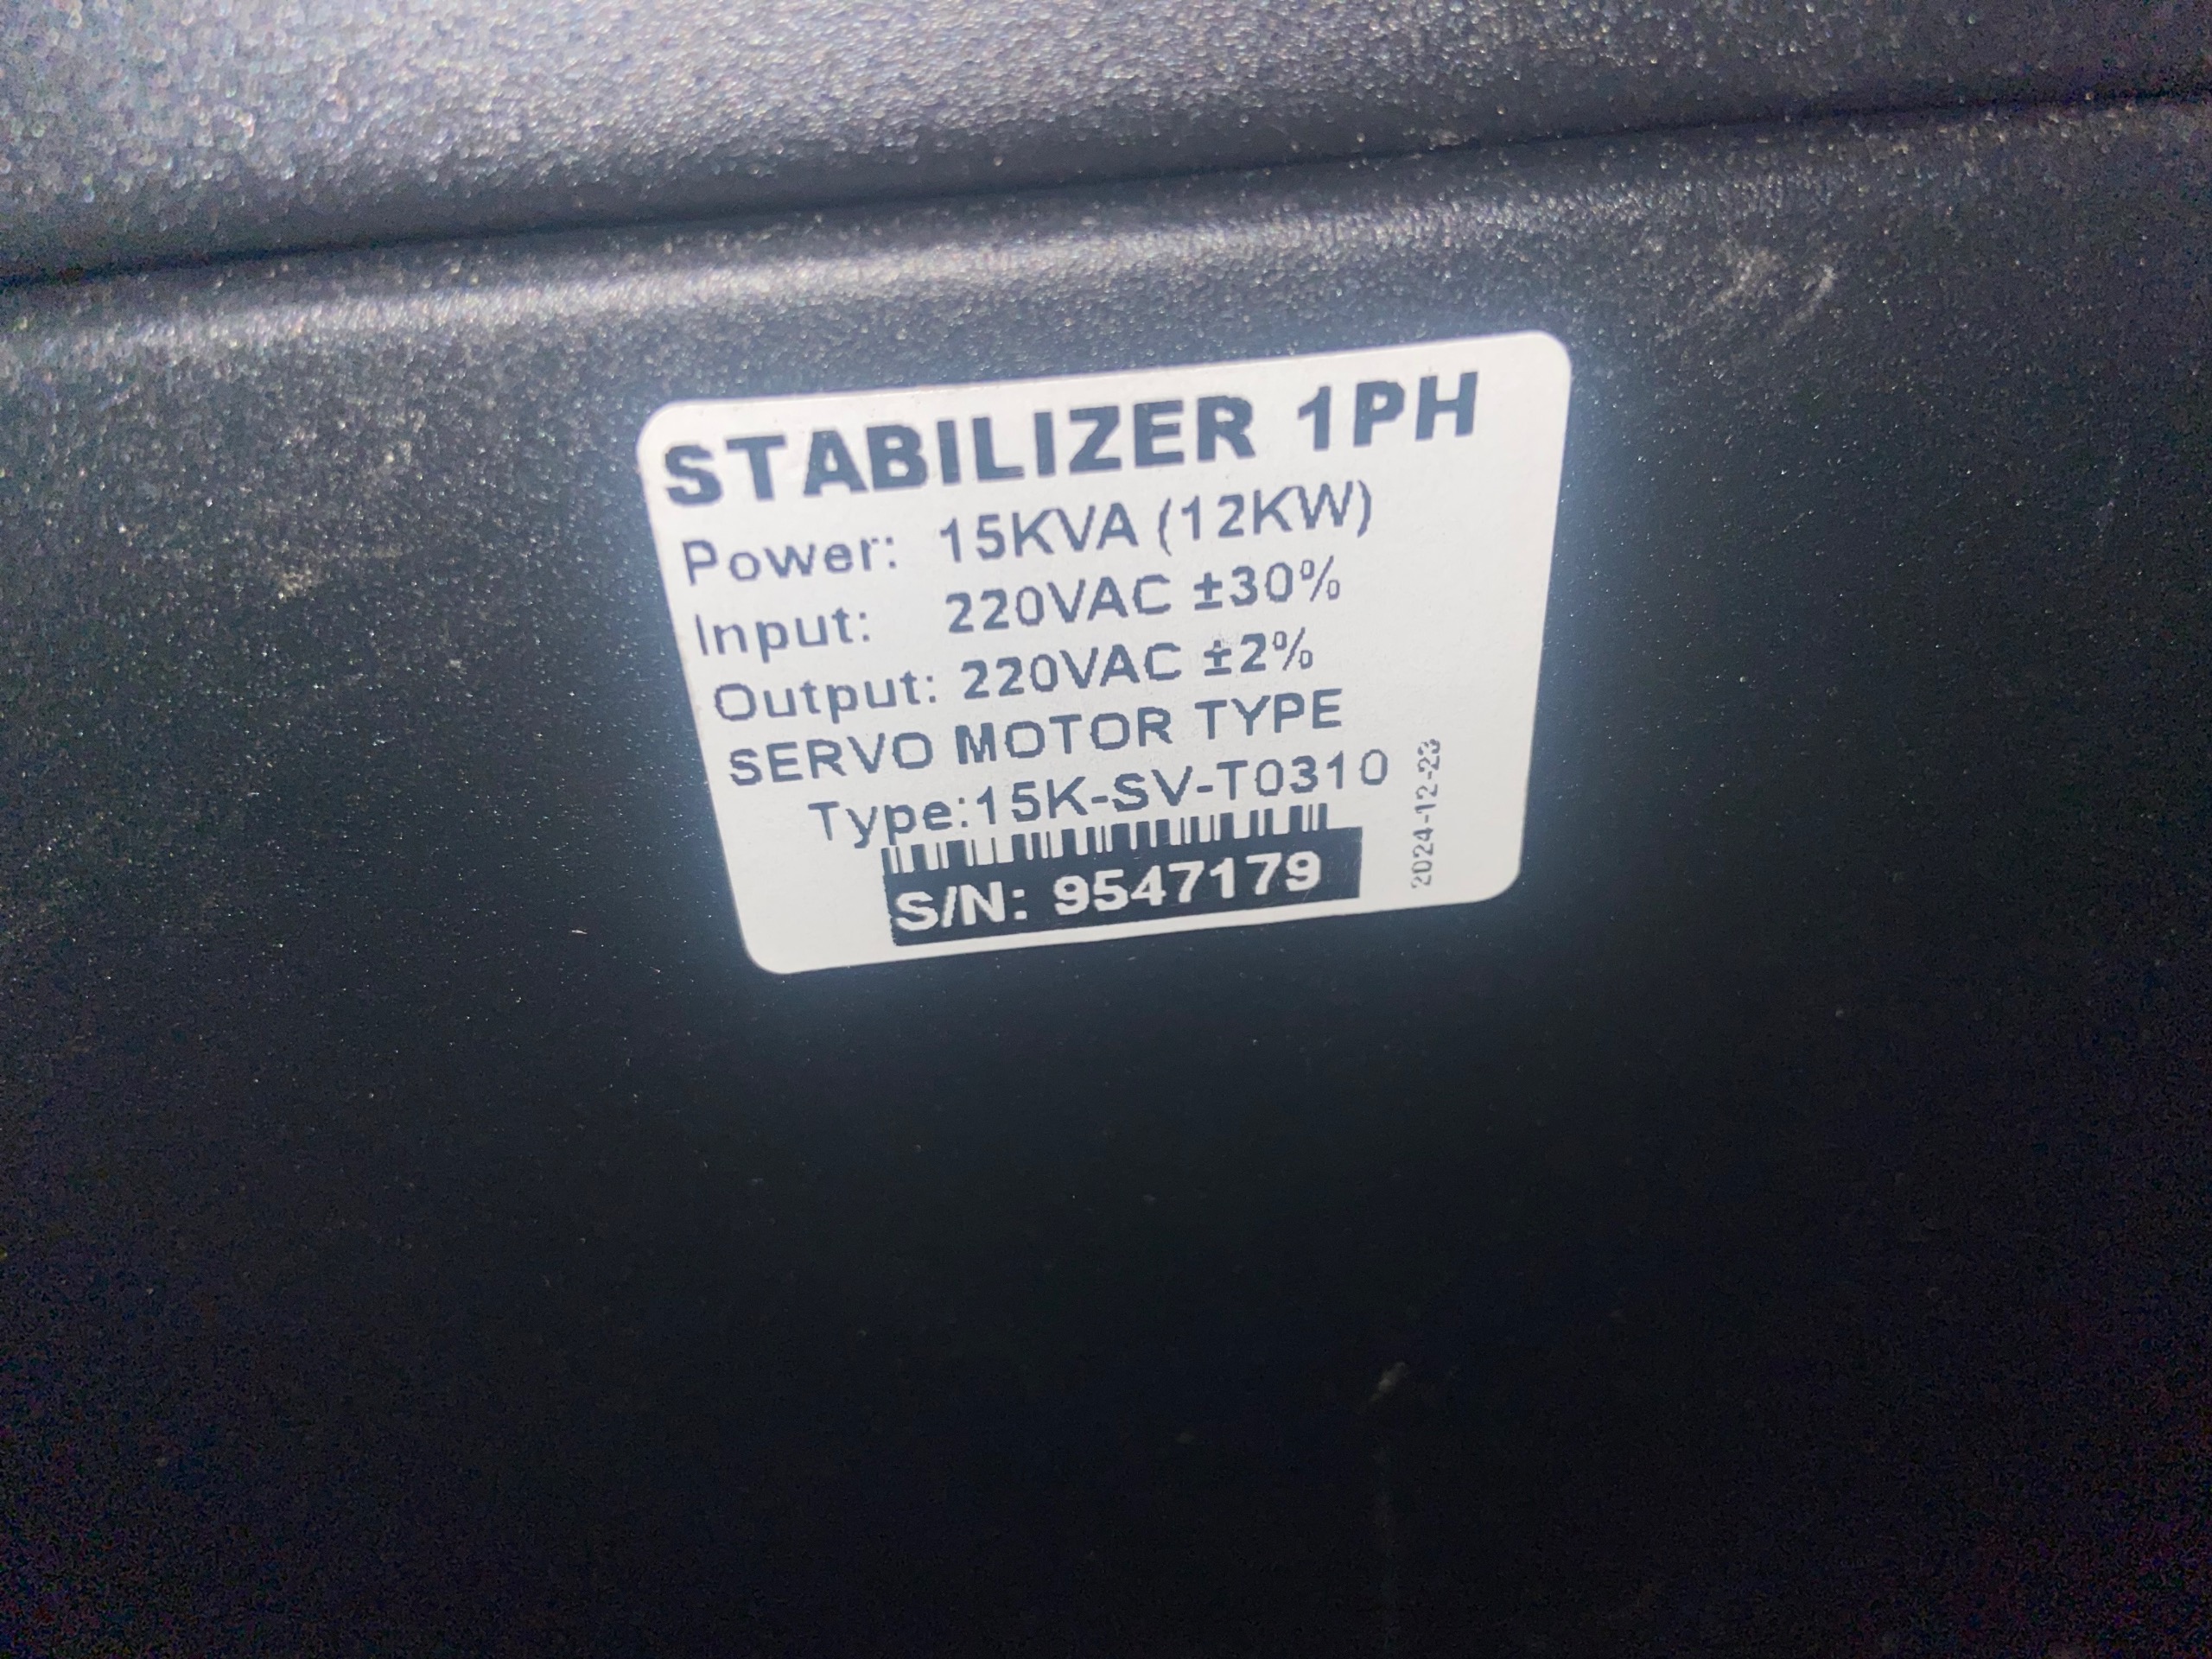 STABILIZER 1PH
Power: 15KVA (12KW)
Input: 220VAC ±30%
Output: 220VAC ±2%
SERVO MOTOR TYPE
Type:15K-SV-T0310
S/N: 9547179
2024-12-23